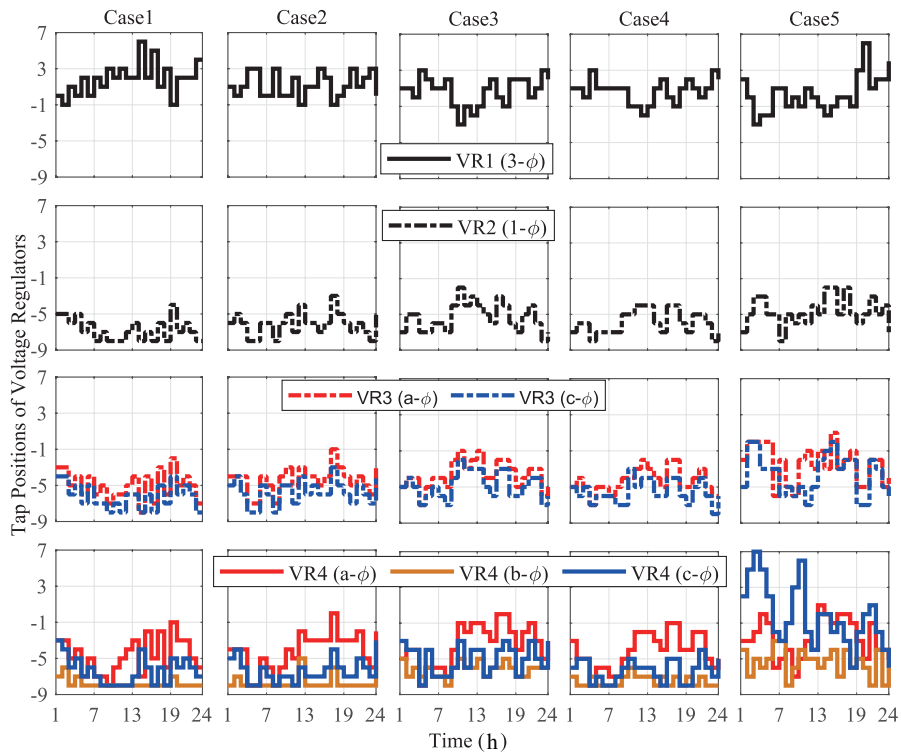 Case1 Case2 Case3 Case4 Case5
Tap Positions of Voltage Regulators
7
3
-1
-5
-9
VR1 (3-ϕ)
7
3
-1
-5
-9
VR2 (1-ϕ)
7
3
-1
-5
-9
VR3 (a-ϕ) VR3 (c-ϕ)
7
3
-1
-5
-9
VR4 (a-ϕ) VR4 (b-ϕ) VR4 (c-ϕ)
1 7 13 19 24 1 7 13 19 24 1 7 13 19 24 1 7 13 19 24 1 7 13 19 24
Time (h)